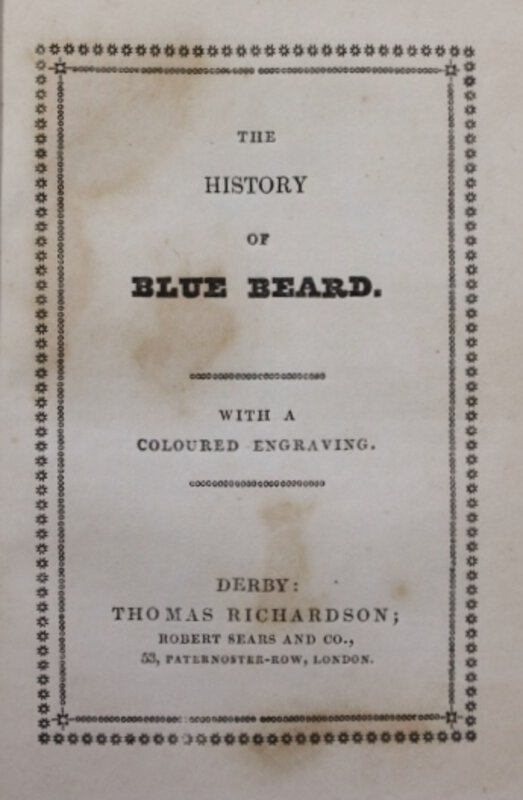 THE
HISTORY
OF
BLUE BEARD.
WITH A
COLOURED ENGRAVING.
DERBY:
THOMAS RICHARDSON;
ROBERT SEARS AND CO.,
53, PATERNOSTER-ROW, LONDON.